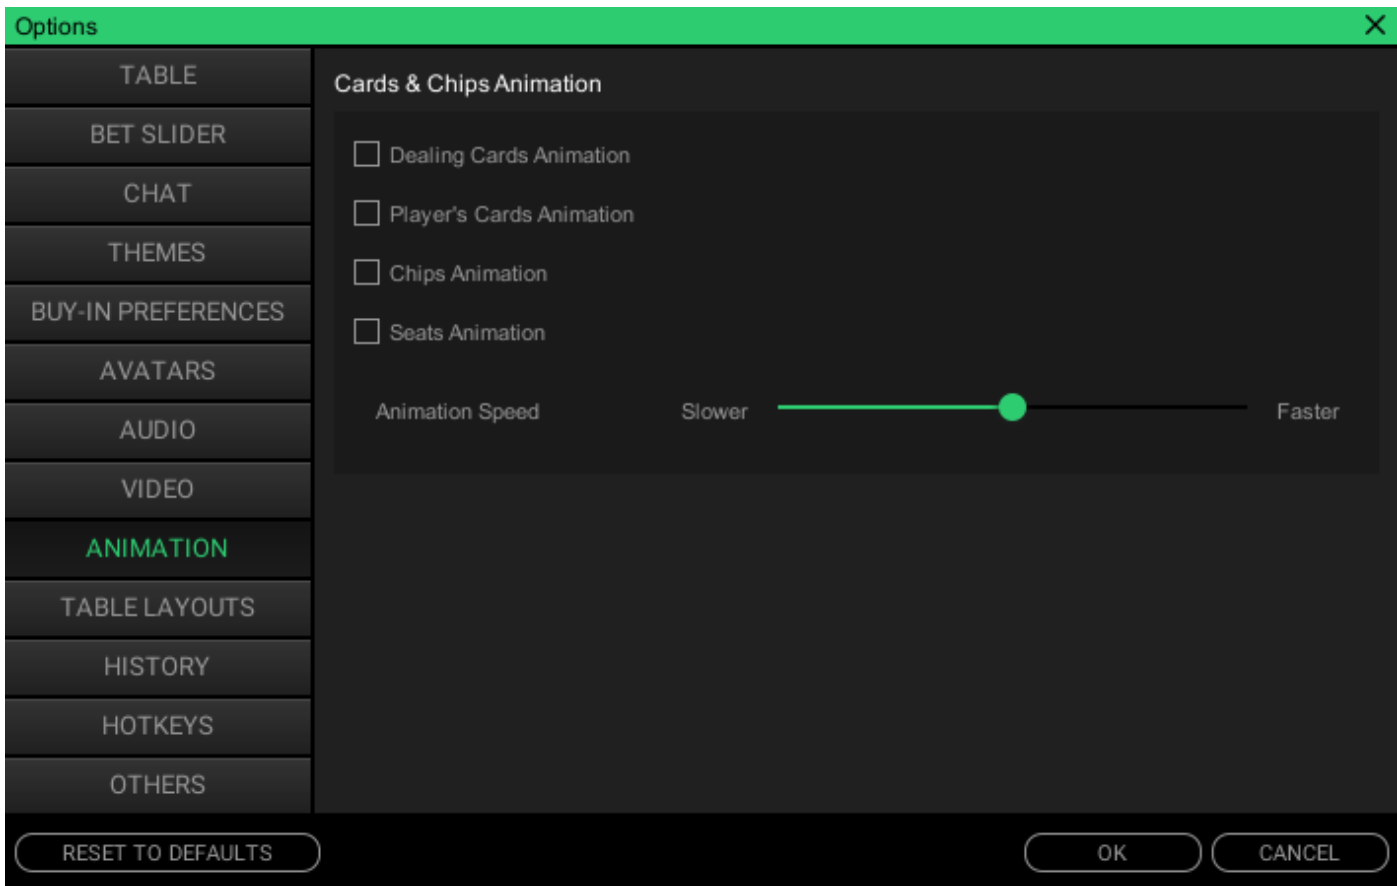 Options
TABLE
BET SLIDER
CHAT
THEMES
BUY-IN PREFERENCES
AVATARS
AUDIO
VIDEO
ANIMATION
TABLE LAYOUTS
HISTORY
HOTKEYS
OTHERS
Cards & Chips Animation
Dealing Cards Animation
Player's Cards Animation
Chips Animation
Seats Animation
Animation Speed Slower Faster
RESET TO DEFAULTS OK CANCEL